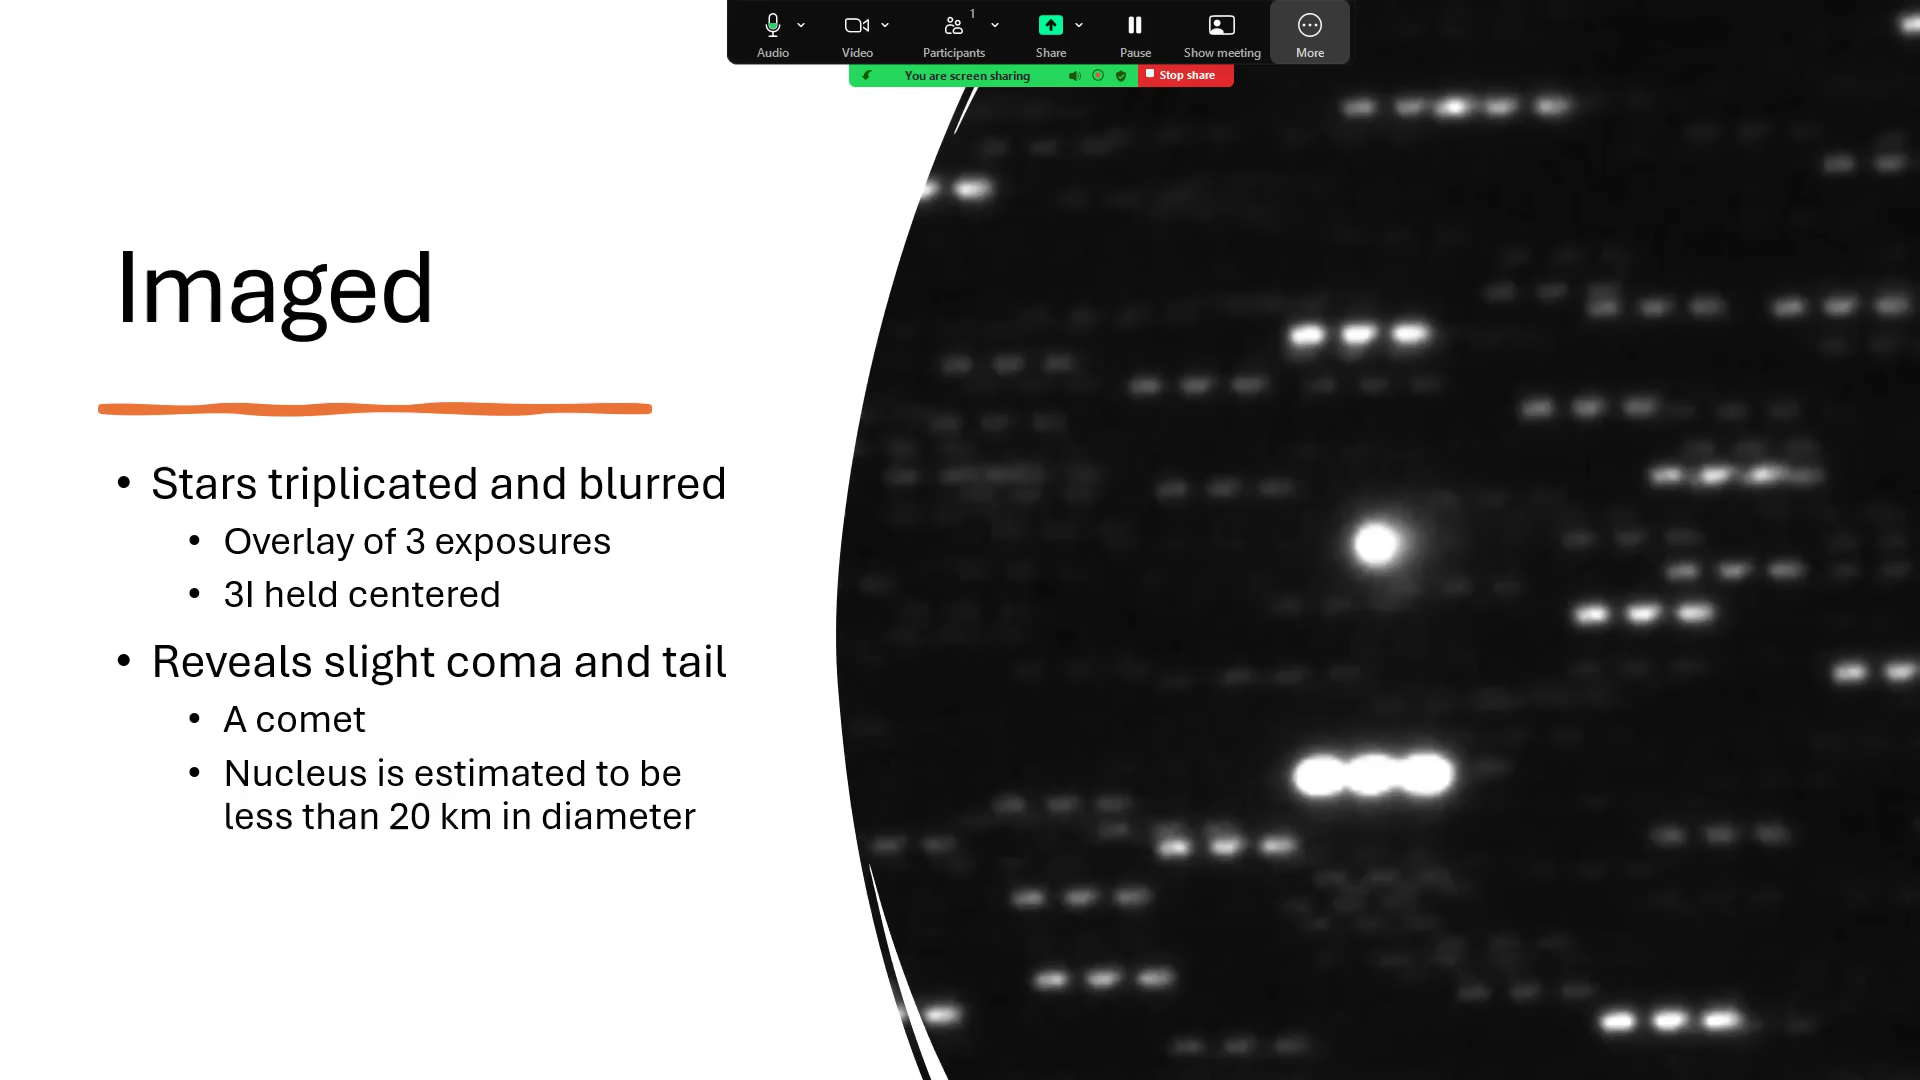 1
Audio
Video
Participants
Share
Pause
Show meeting
More
You are screen sharing
Stop share
Imaged
• Stars triplicated and blurred
• Overlay of 3 exposures
• 3I held centered
• Reveals slight coma and tail
• A comet
• Nucleus is estimated to be
less than 20 km in diameter